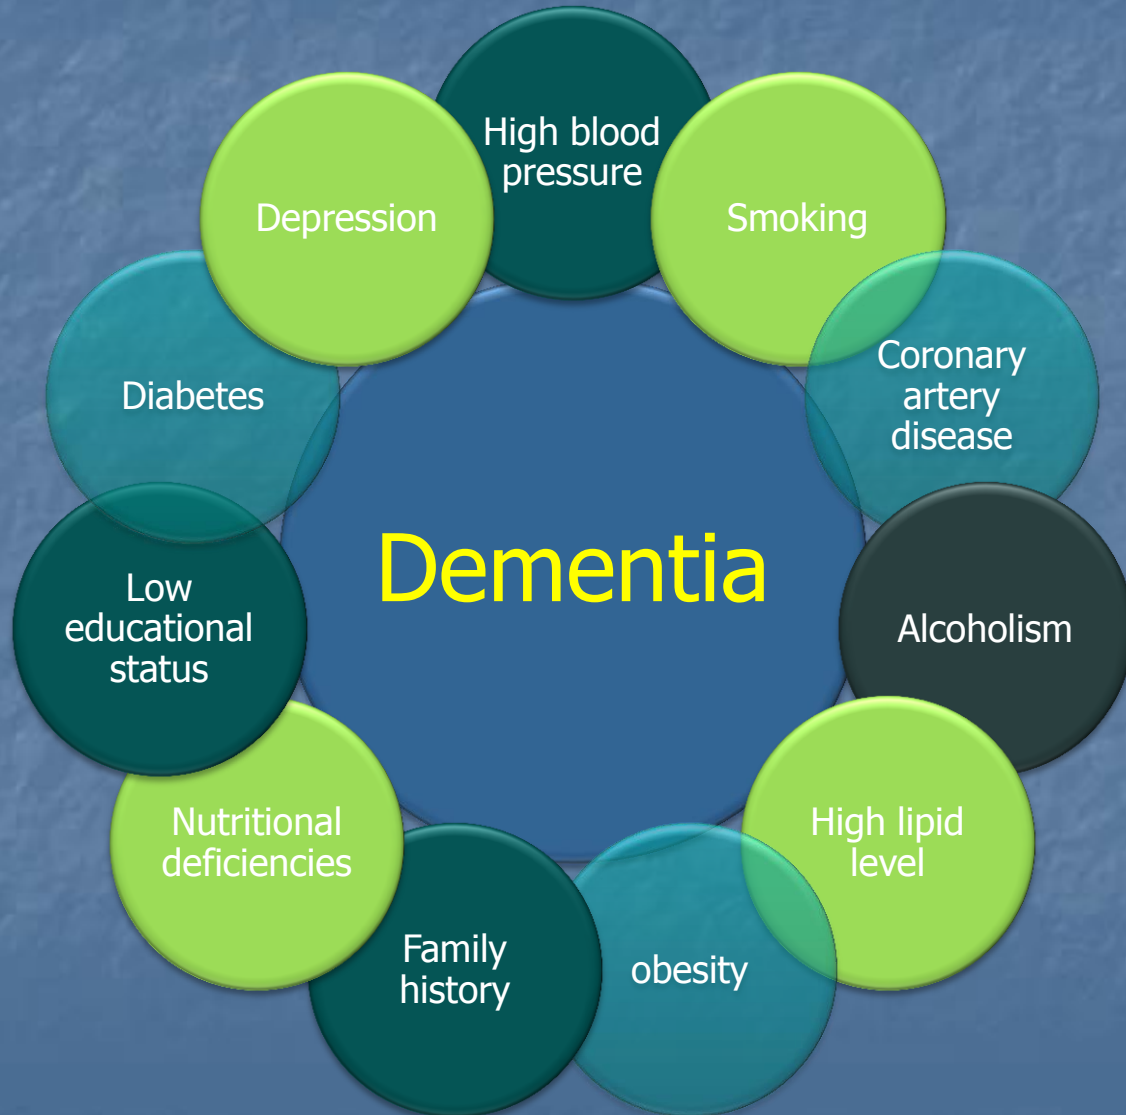 High blood
pressure
Smoking
Coronary
artery
disease
Alcoholism
High lipid
level
obesity
Family
history
Nutritional
deficiencies
Low
educational
status
Diabetes
Depression
Dementia